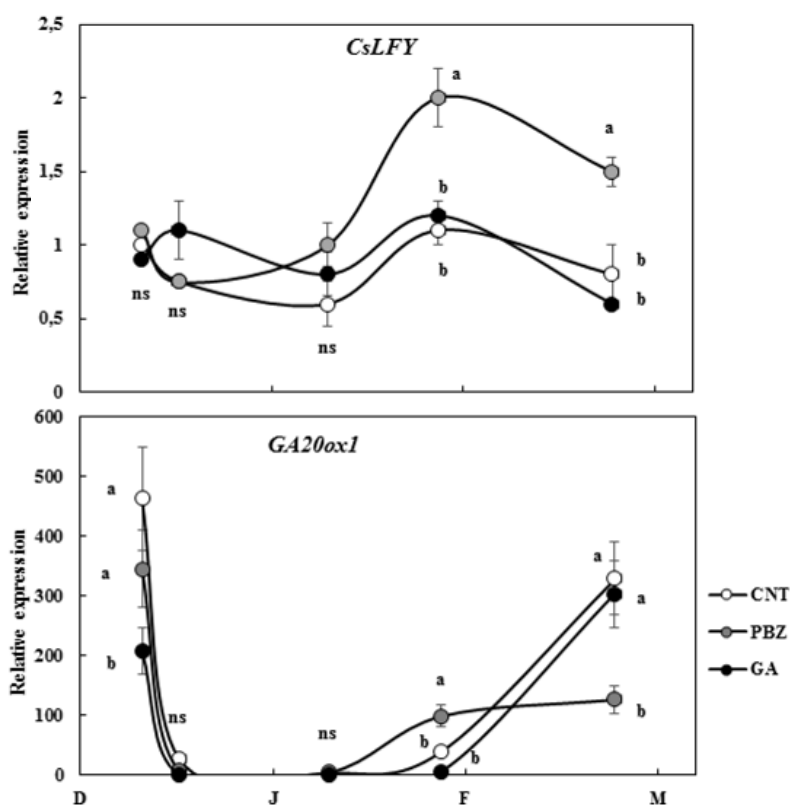 2,5
CsLFY
a
2
a
1,5
b
Relative expression
1
b
b
ns
ns
b
0,5
ns
0
600
GA20ox1
500
a
400
a
a
a
CNT
Relative expression
300
PBZ
200
b
GA
a
ns
ns
b
100
b
b
0
D J F M